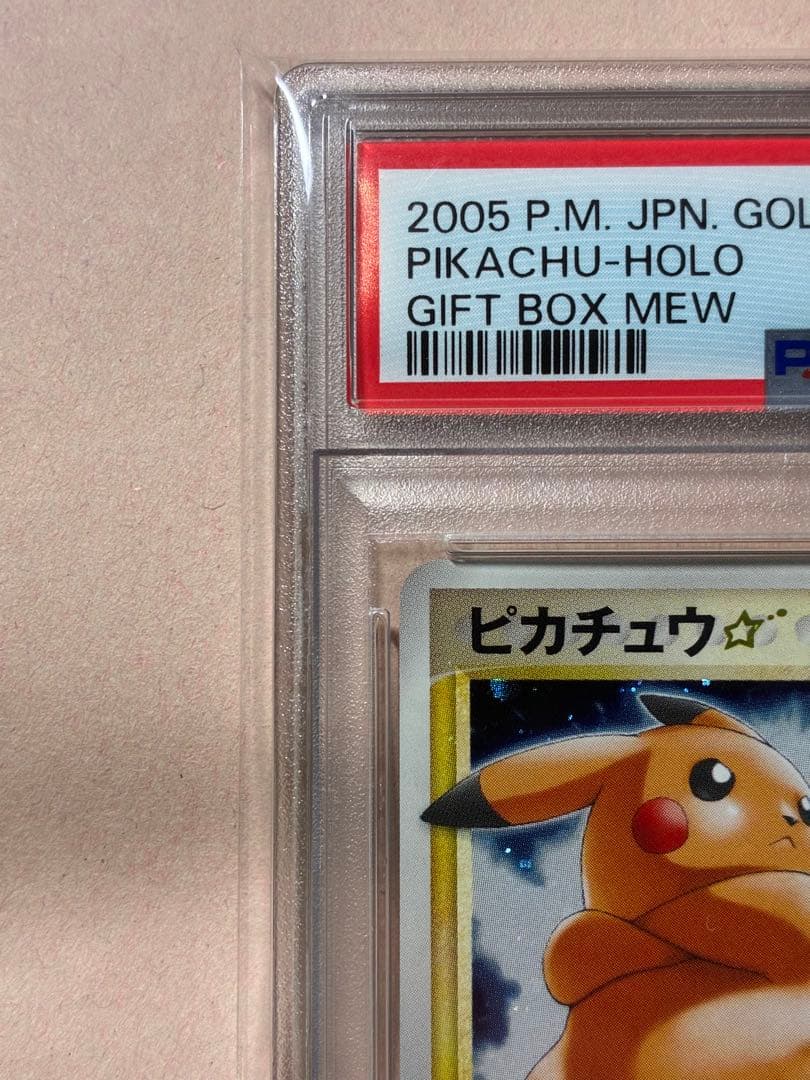 2005 P.M. JPN. GOL
PIKACHU-HOLO
GIFT BOX MEW
P
ピカチュウ☆